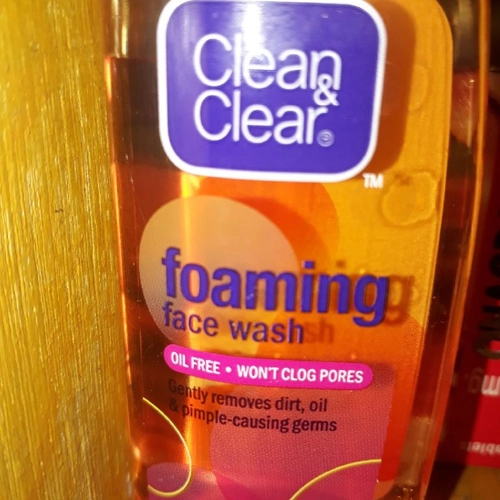 Clean
&
Clear®
TM
foaming
face wash
OIL FREE • WON'T CLOG PORES
Gently removes dirt, oil
& pimple-causing germs